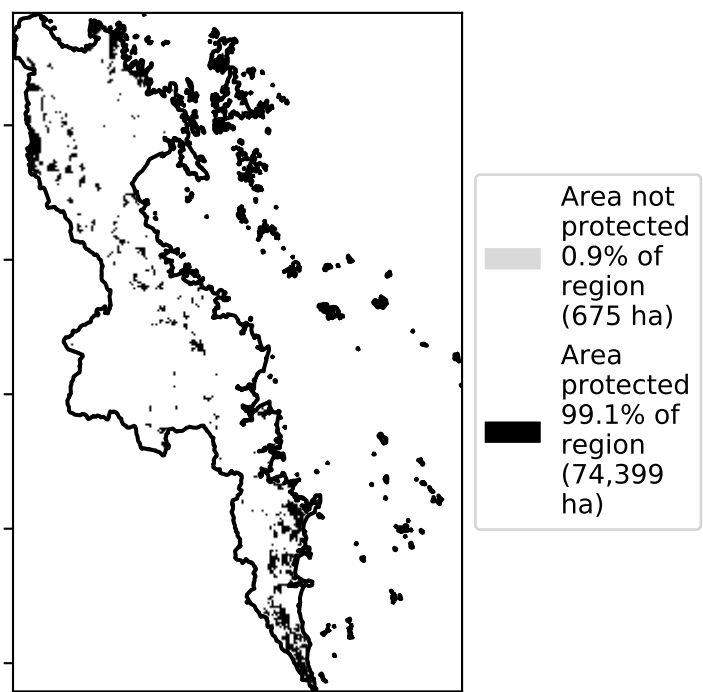 Area not
protected
0.9% of
region
(675 ha)
Area
protected
99.1% of
region
(74,399
ha)